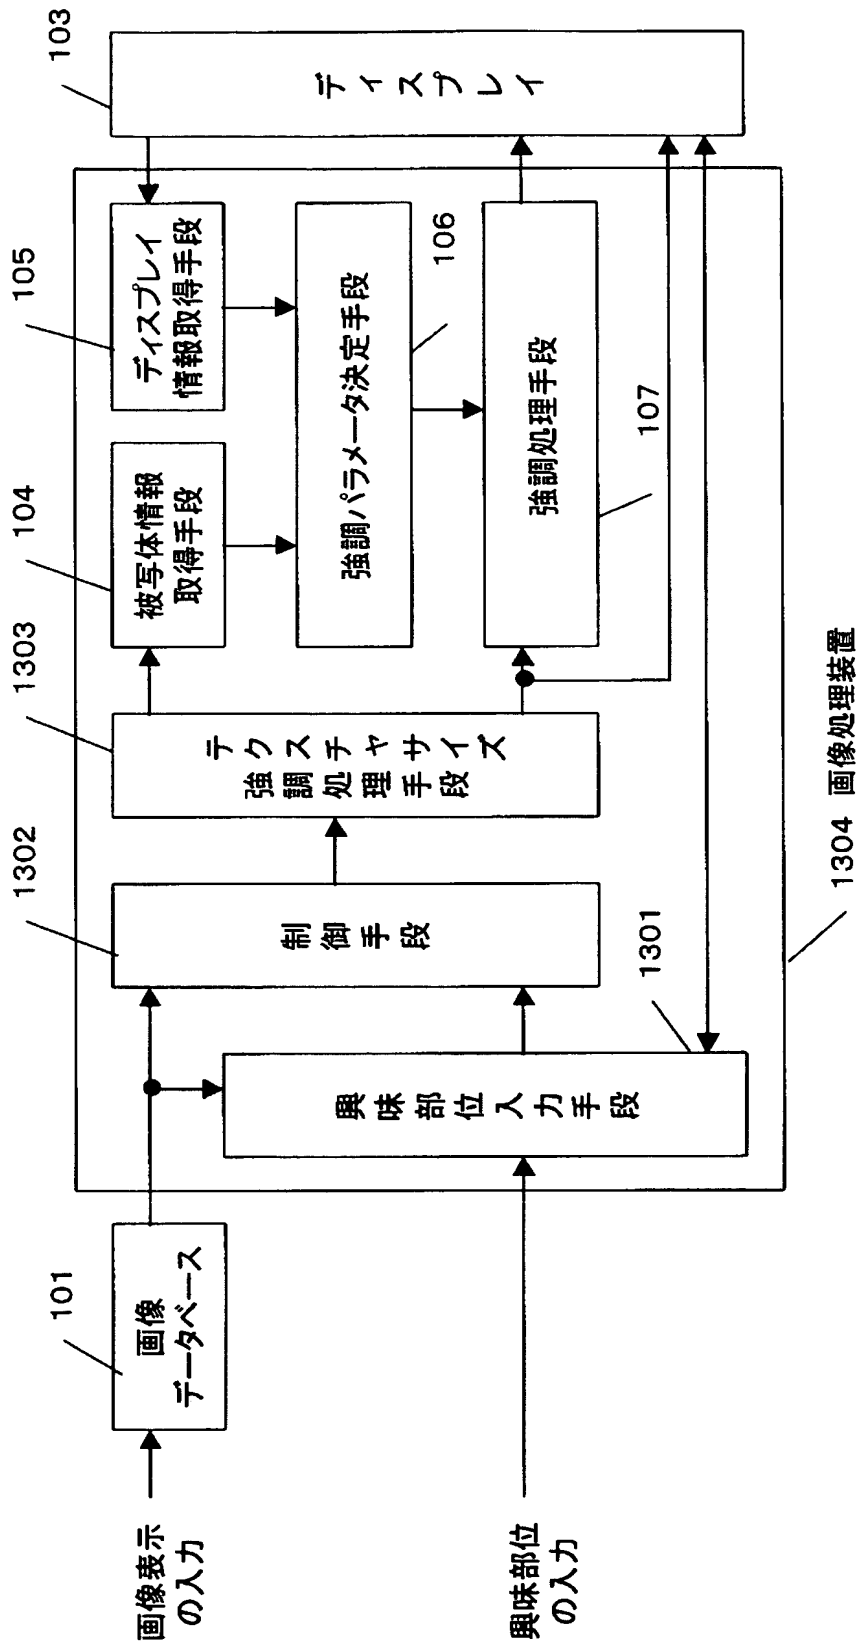 画像表示
の入力
興味部位
の入力
101
画像
データベース
1302
1303
104
105
103
興味部位入力手段
1301
制御手段
テクスチャサイズ
強調処理手段
被写体情報
取得手段
ディスプレイ
情報取得手段
強調パラメータ決定手段
106
強調処理手段
107
ディスプレイ
1304 画像処理装置